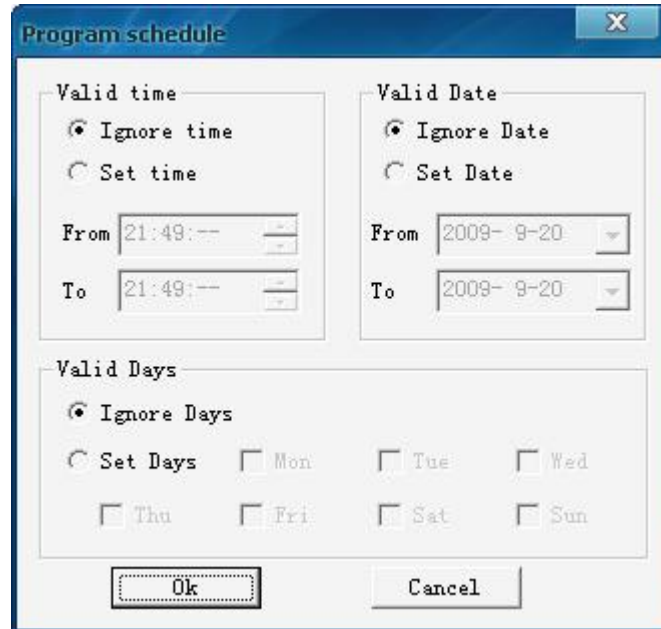 Program schedule
Valid time
Ignore time
Set time
From 21:49:--
To 21:49:--
Valid Date
Ignore Date
Set Date
From 2009- 9-20
To 2009- 9-20
Valid Days
Ignore Days
Set Days Mon Tue Wed
Thu Fri Sat Sun
Ok Cancel